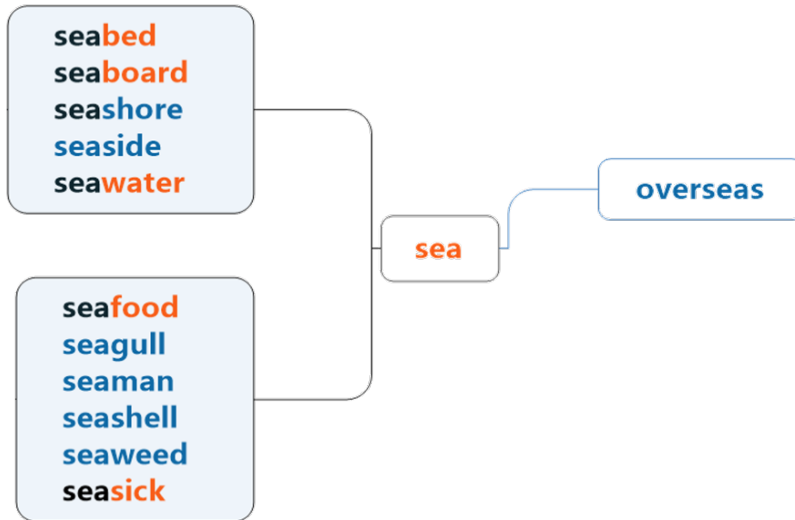 seabed
seaboard
seashore
seaside
seawater
seafood
seagull
seaman
seashell
seaweed
seasick
sea
overseas